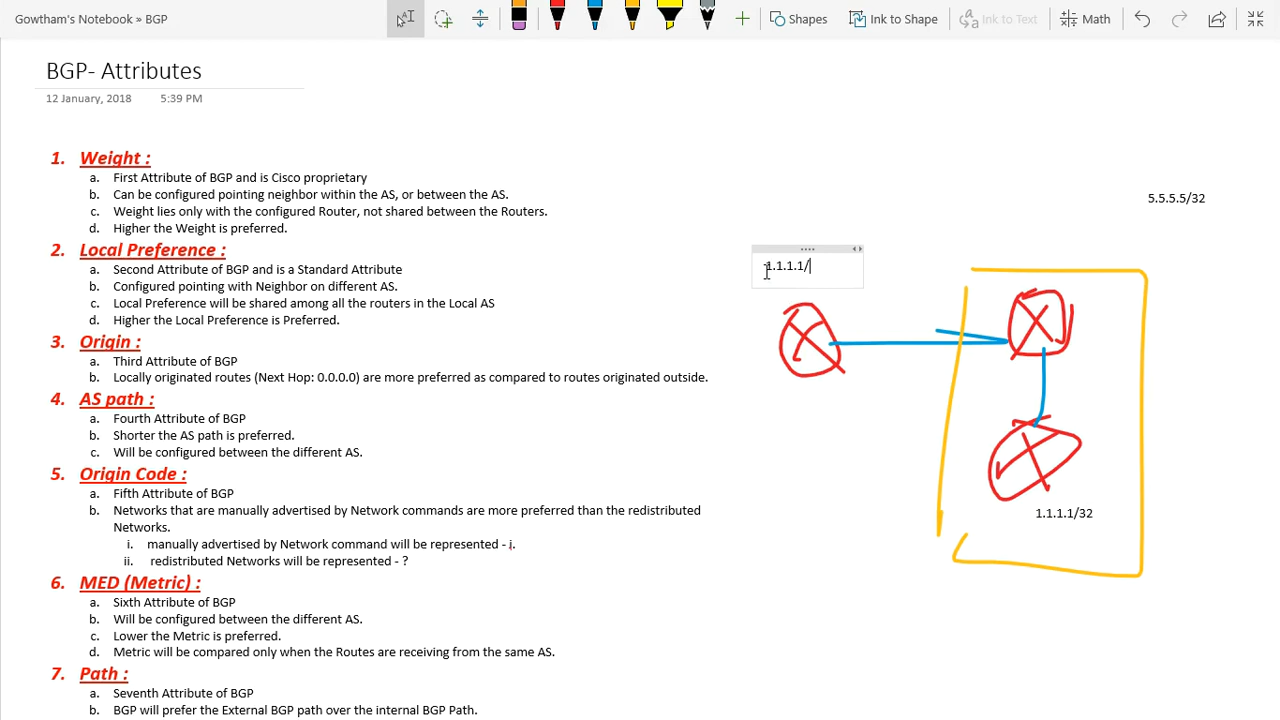 Gowtham's Notebook » BGP
Shapes
Ink to Shape
Ink to Text
Math
BGP- Attributes
12 January, 2018 5:39 PM
1. Weight :
a. First Attribute of BGP and is Cisco proprietary
b. Can be configured pointing neighbor within the AS, or between the AS.
c. Weight lies only with the configured Router, not shared between the Routers.
d. Higher the Weight is preferred.
2. Local Preference :
a. Second Attribute of BGP and is a Standard Attribute
b. Configured pointing with Neighbor on different AS.
c. Local Preference will be shared among all the routers in the Local AS
d. Higher the Local Preference is Preferred.
3. Origin :
a. Third Attribute of BGP
b. Locally originated routes (Next Hop: 0.0.0.0) are more preferred as compared to routes originated outside.
4. AS path :
a. Fourth Attribute of BGP
b. Shorter the AS path is preferred.
c. Will be configured between the different AS.
5. Origin Code :
a. Fifth Attribute of BGP
b. Networks that are manually advertised by Network commands are more preferred than the redistributed
Networks.
i. manually advertised by Network command will be represented - i.
ii. redistributed Networks will be represented - ?
6. MED (Metric) :
a. Sixth Attribute of BGP
b. Will be configured between the different AS.
c. Lower the Metric is preferred.
d. Metric will be compared only when the Routes are receiving from the same AS.
7. Path :
a. Seventh Attribute of BGP
b. BGP will prefer the External BGP path over the internal BGP Path.
5.5.5.5/32
1.1.1.1/
1.1.1.1/32